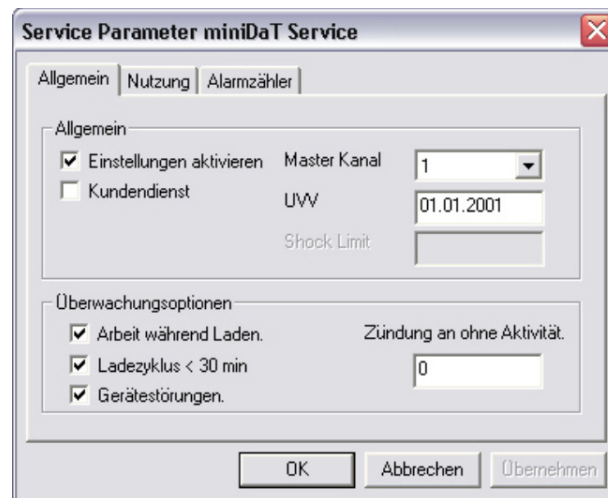 Service Parameter miniDaT Service
Allgemein Nutzung Alarmzähler
Allgemein
Einstellungen aktivieren Master Kanal 1
Kundendienst UVV 01.01.2001
Shock Limit
Überwachungsoptionen
Arbeit während Laden. Zündung an ohne Aktivität.
Ladezyklus < 30 min 0
Gerätestörungen.
OK Abbrechen Übernehmen